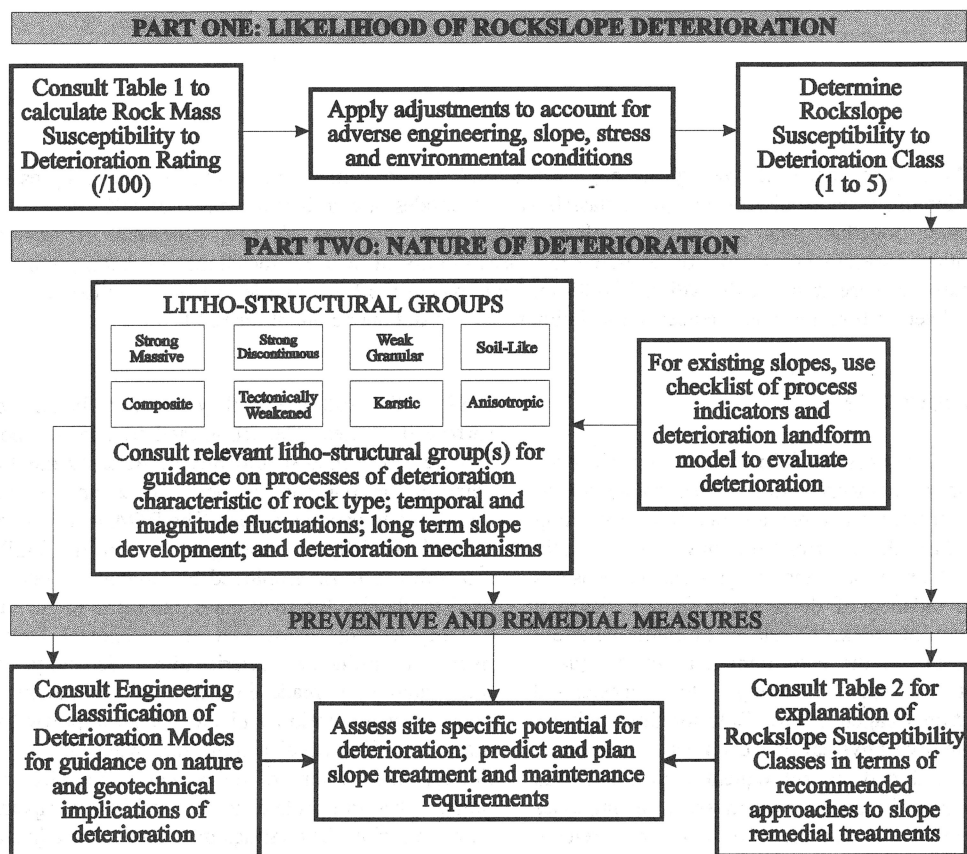 PART ONE: LIKELIHOOD OF ROCKSLOPE DETERIORATION
Consult Table 1 to
calculate Rock Mass
Susceptibility to
Deterioration Rating
(/100)
Apply adjustments to account for
adverse engineering, slope, stress
and environmental conditions
Determine
Rockslope
Susceptibility to
Deterioration Class
(1 to 5)
PART TWO: NATURE OF DETERIORATION
LITHO-STRUCTURAL GROUPS
Strong
Massive
Strong
Discontinuous
Weak
Granular
Soil-Like
Composite
Tectonically
Weakened
Karstic
Anisotropic
Consult relevant litho-structural group(s) for
guidance on processes of deterioration
characteristic of rock type; temporal and
magnitude fluctuations; long term slope
development; and deterioration mechanisms
For existing slopes, use
checklist of process
indicators and
deterioration landform
model to evaluate
deterioration
PREVENTIVE AND REMEDIAL MEASURES
Consult Engineering
Classification of
Deterioration Modes
for guidance on nature
and geotechnical
implications of
deterioration
Assess site specific potential for
deterioration; predict and plan
slope treatment and maintenance
requirements
Consult Table 2 for
explanation of
Rockslope Susceptibility
Classes in terms of
recommended
approaches to slope
remedial treatments